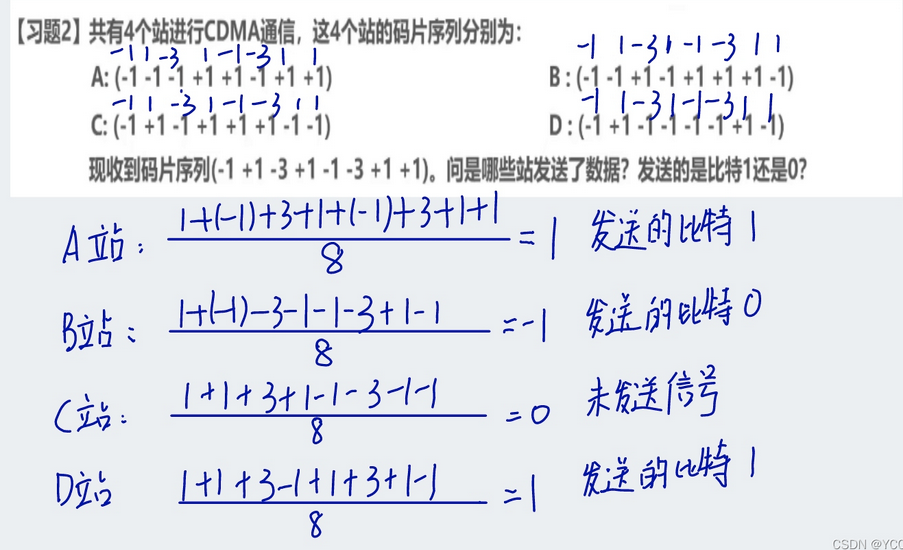 【习题2】共有4个站进行CDMA通信，这4个站的码片序列分别为：
-1 1 -3 1 -1 -3 1 1
-1 1 -3 1 -1 -3 1 1
A: (-1 -1 -1 +1 +1 -1 +1 +1)
B : (-1 -1 +1 -1 +1 +1 +1 -1)
-1 1 -3 1 -1 -3 1 1
-1 1 -3 1 -1 -3 1 1
C: (-1 +1 -1 +1 +1 +1 -1 -1)
D : (-1 +1 -1 -1 -1 -1 +1 -1)
现收到码片序列(-1 +1 -3 +1 -1 -3 +1 +1)。问是哪些站发送了数据？发送的是比特1还是0？
A站： 1+(-1)+3+1+(-1)+3+1+1 / 8 = 1 发送的比特1
B站： 1+(-1)-3-1-1-3+1-1 / 8 = -1 发送的比特0
C站： 1+1+3+1-1-3-1-1 / 8 = 0 未发送信号
D站 1+1+3-1+1+3+1-1 / 8 = 1 发送的比特1
CSDN @YCC